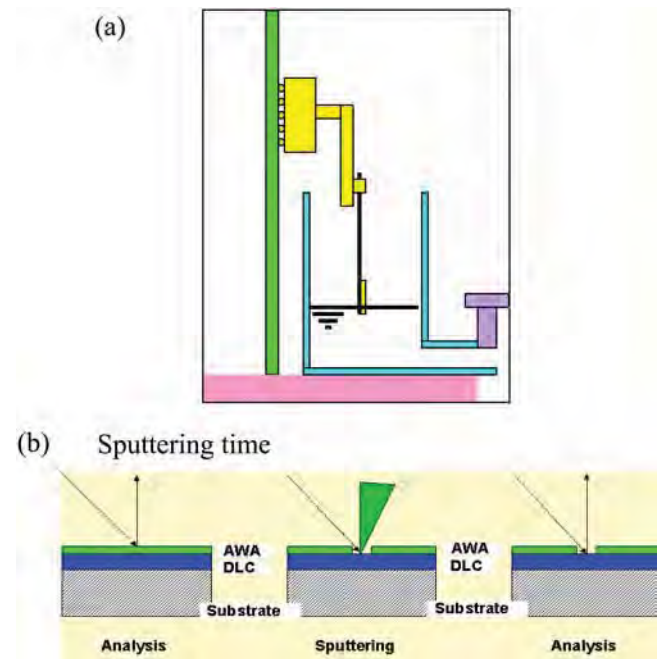 (a)
(b) Sputtering time
AWA AWA
DLC DLC
Substrate Substrate
Analysis Sputtering Analysis